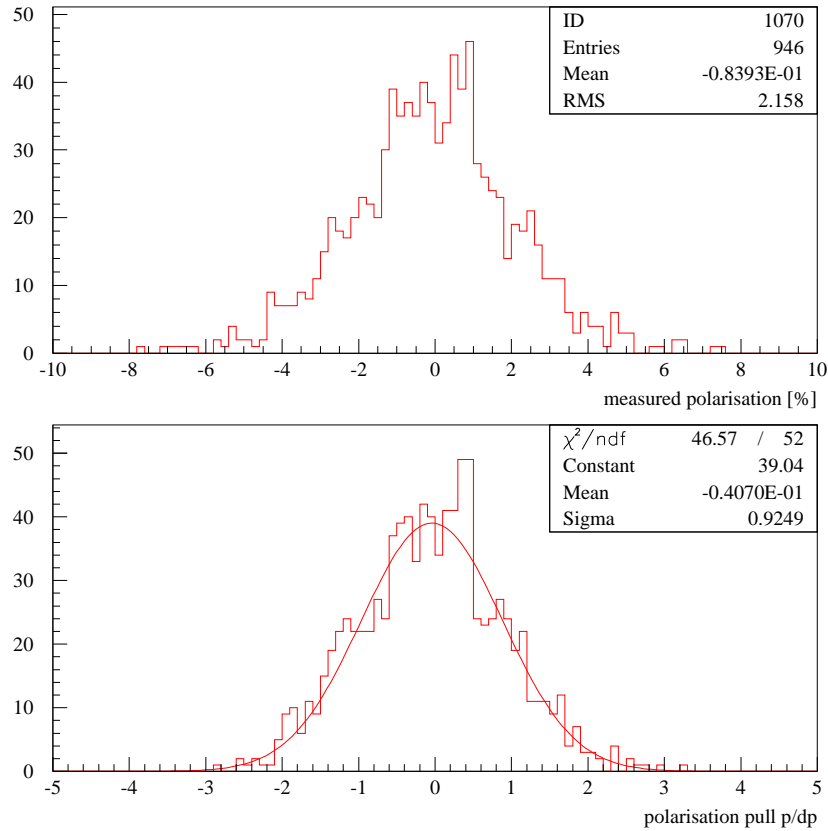 50
40
30
20
10
0
ID 1070
Entries 946
Mean -0.8393E-01
RMS 2.158
-10 -8 -6 -4 -2 0 2 4 6 8 10
measured polarisation [%]
50
40
30
20
10
0
χ²/ndf 46.57 / 52
Constant 39.04
Mean -0.4070E-01
Sigma 0.9249
-5 -4 -3 -2 -1 0 1 2 3 4 5
polarisation pull p/dp